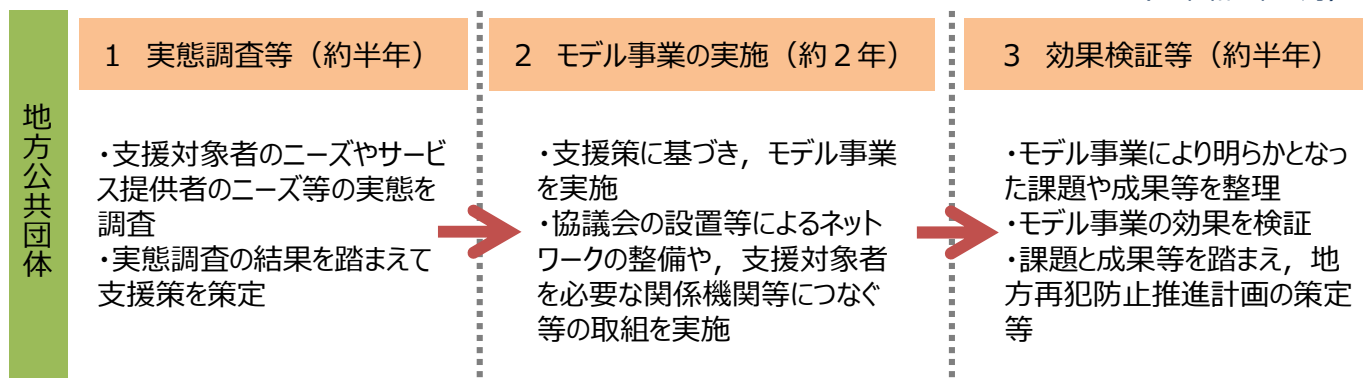 地方公共団体
1 実態調査等（約半年）
・支援対象者のニーズやサービ
ス提供者のニーズ等の実態を
調査
・実態調査の結果を踏まえて
支援策を策定
2 モデル事業の実施（約２年）
・支援策に基づき，モデル事業
を実施
・協議会の設置等によるネット
ワークの整備や，支援対象者
を必要な関係機関等につなぐ
等の取組を実施
3 効果検証等（約半年）
・モデル事業により明らかとなっ
た課題や成果等を整理
・モデル事業の効果を検証
・課題と成果等を踏まえ，地
方再犯防止推進計画の策定
等